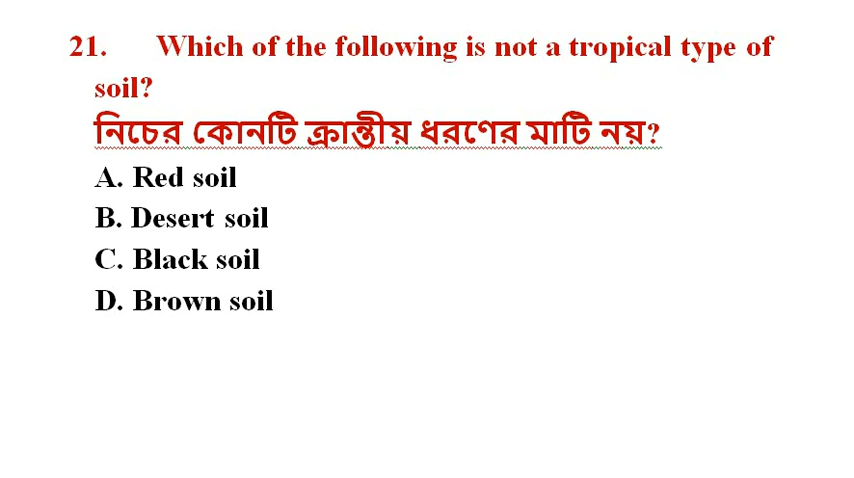 21. Which of the following is not a tropical type of
soil?
নিচের কোনটি ক্রান্তীয় ধরণের মাটি নয়?
A. Red soil
B. Desert soil
C. Black soil
D. Brown soil